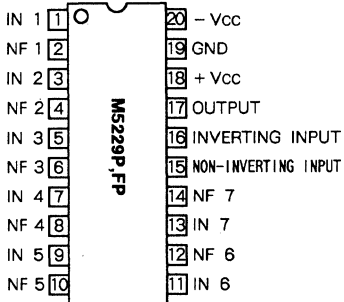 IN 1 1 20 - Vcc
NF 1 2 19 GND
IN 2 3 18 + Vcc
NF 2 4 17 OUTPUT
IN 3 5 16 INVERTING INPUT
NF 3 6 15 NON-INVERTING INPUT
IN 4 7 14 NF 7
NF 4 8 13 IN 7
IN 5 9 12 NF 6
NF 5 10 11 IN 6
M5229P,FP